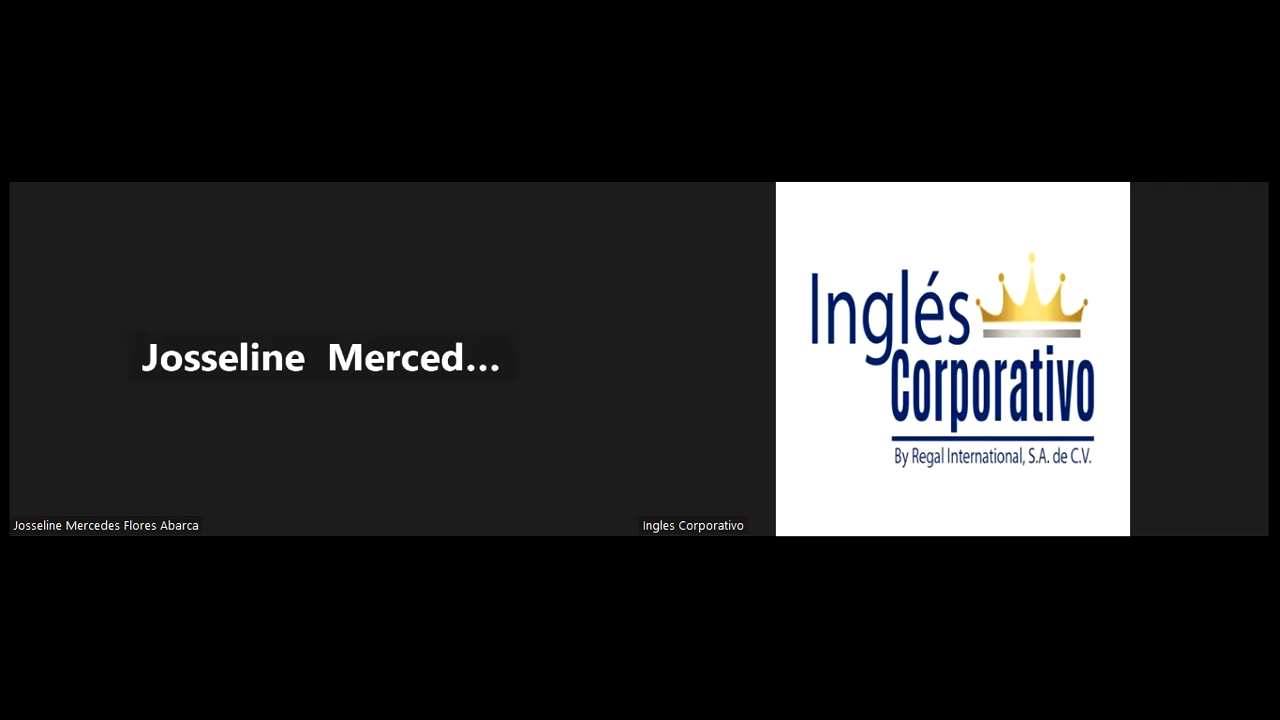 Josseline Merced...
Josseline Mercedes Flores Abarca
Ingles Corporativo
Inglés
Corporativo
By Regal International, S.A. de C.V.